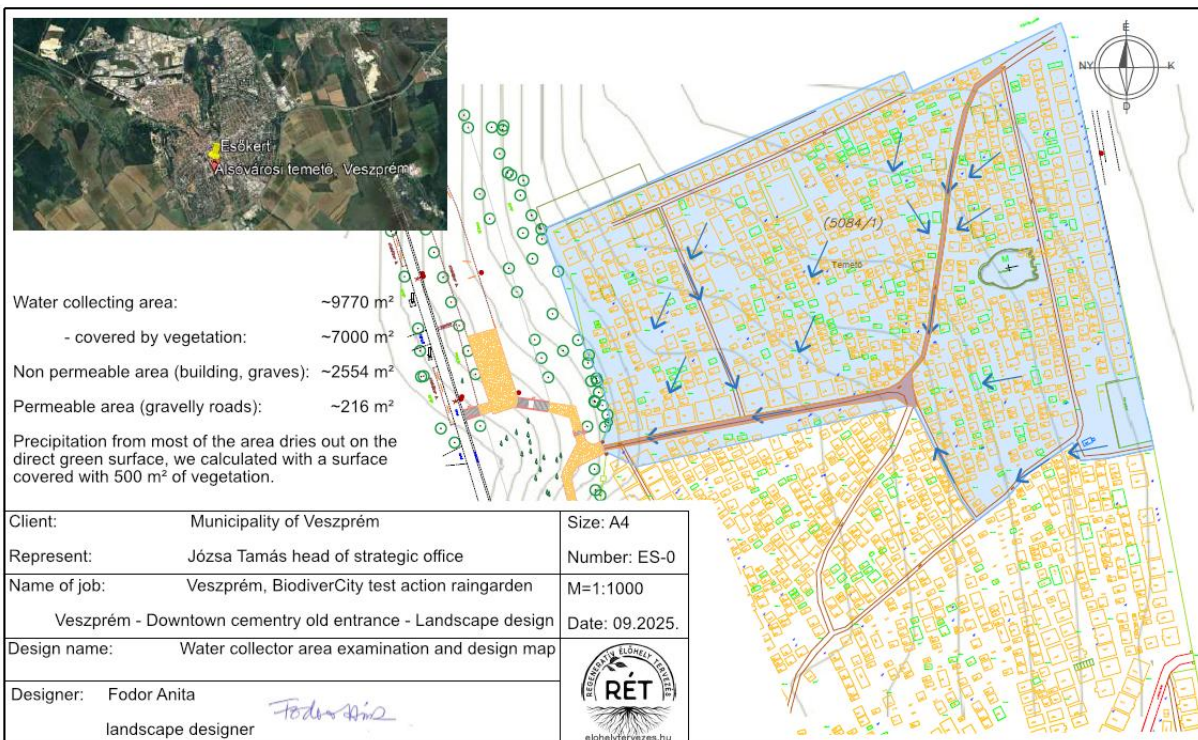 Esőkert
Alsóvárosi temető, Veszprém
É
NY
K
D
(5084/1)
Temető
M
Water collecting area: ~9770 m²
- covered by vegetation: ~7000 m²
Non permeable area (building, graves): ~2554 m²
Permeable area (gravelly roads): ~216 m²
Precipitation from most of the area dries out on the
direct green surface, we calculated with a surface
covered with 500 m² of vegetation.
Client: Municipality of Veszprém
Size: A4
Represent: Józsa Tamás head of strategic office
Number: ES-0
Name of job: Veszprém, BiodiverCity test action raingarden
M=1:1000
Veszprém - Downtown cementry old entrance - Landscape design
Date: 09.2025.
Design name: Water collector area examination and design map
Designer: Fodor Anita
landscape designer
Fodor Anita
REGENERATÍV ÉLŐHELY TERVEZÉS
RÉT
elohelytervezes.hu